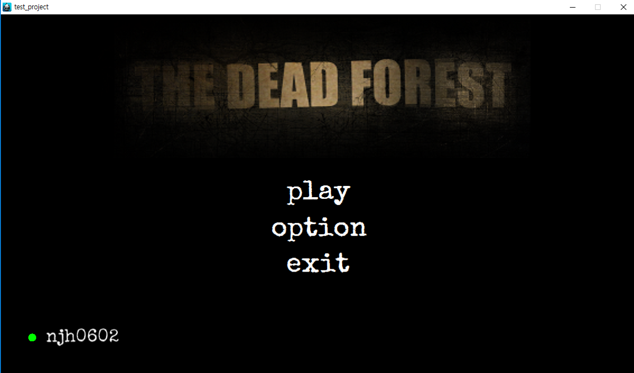 test_project
THE DEAD FOREST
play
option
exit
njh0602